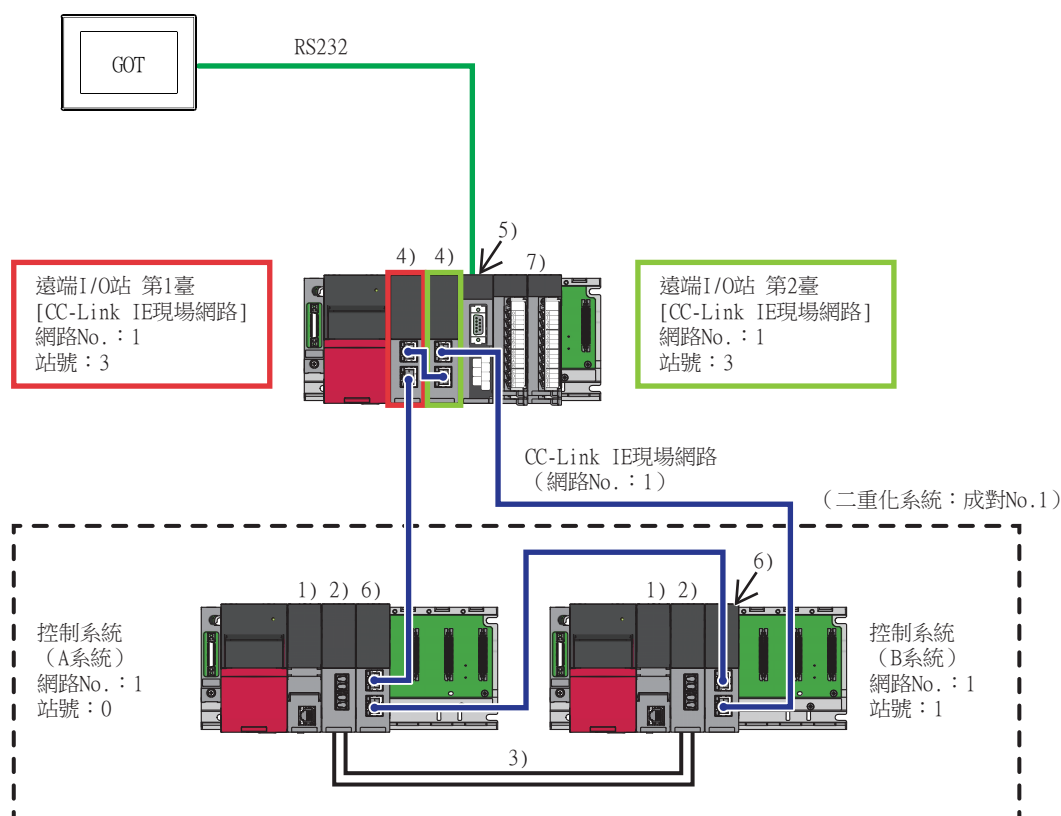 GOT
RS232
5)
4) 4)
7)
遠端I/O站 第1臺
[CC-Link IE現場網路]
網路No.：1
站號：3
遠端I/O站 第2臺
[CC-Link IE現場網路]
網路No.：1
站號：3
CC-Link IE現場網路
（網路No.：1）
（二重化系統：成對No.1）
1) 2) 6)
1) 2)
6)
控制系統
（A系統）
網路No.：1
站號：0
控制系統
（B系統）
網路No.：1
站號：1
3)